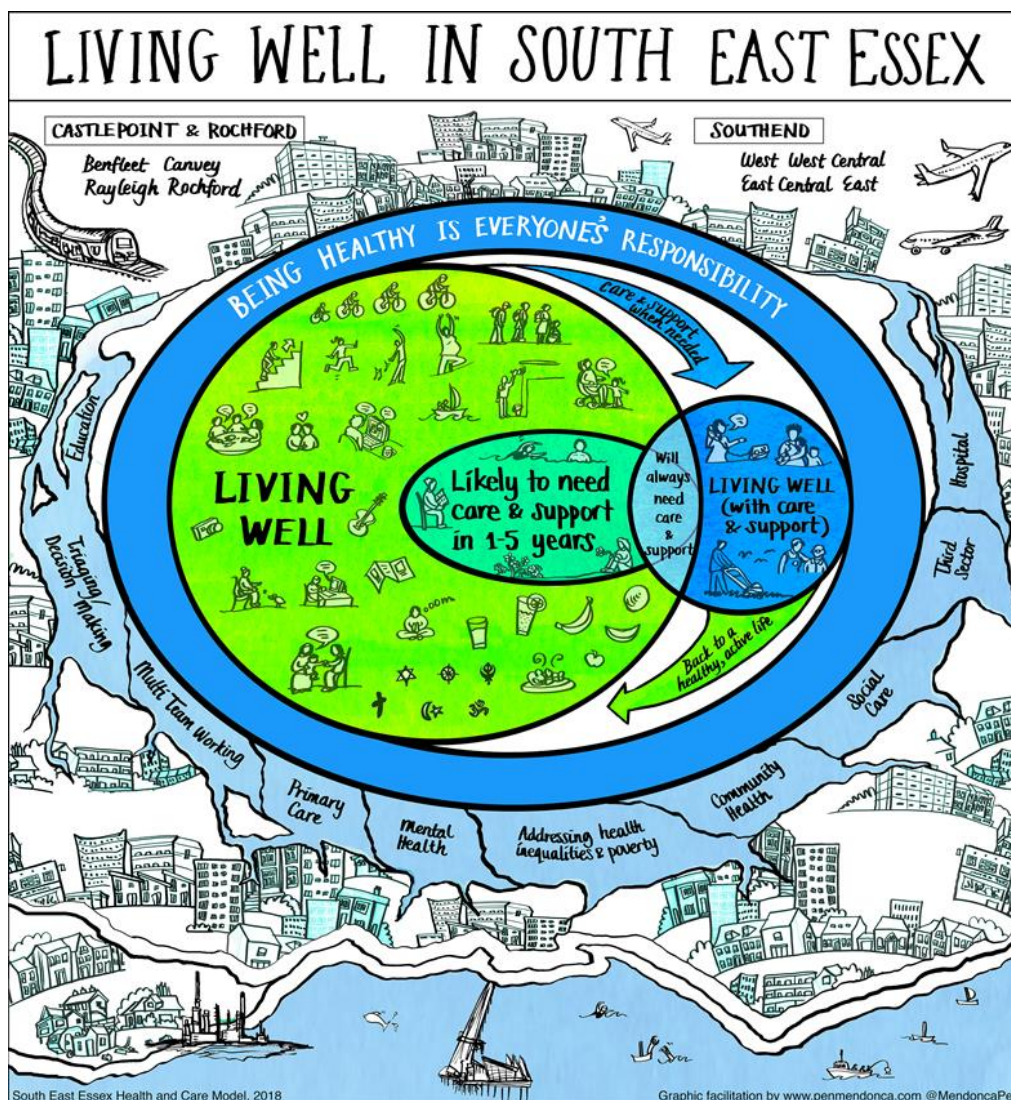 LIVING WELL IN SOUTH EAST ESSEX
CASTLEPOINT & ROCHFORD
Benfleet Canvey
Rayleigh Rochford
SOUTHEND
West West Central
East Central East
BEING HEALTHY IS EVERYONE'S RESPONSIBILITY
care & support
when needed
LIVING
WELL
Likely to need
care & support
in 1-5 years
Will
always
need
care
&
support
LIVING WELL
(with care
& support)
Back to a
healthy, active life
.OOm
Education
Triaging/
Decision Making
Multi Team Working
Primary
Care
Mental
Health
Addressing health
inequalities & poverty
Community
Health
Social
Care
Third
Sector
Hospital
South East Essex Health and Care Model, 2018
Graphic facilitation by www.penmendonca.com @MendoncaPe